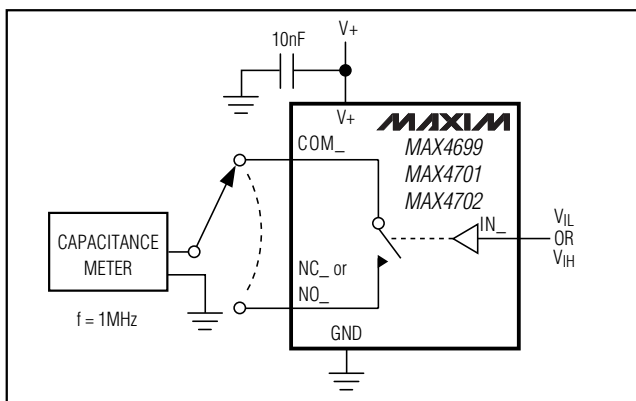 10nF
V+
V+
MAXIM
COM_
MAX4699
MAX4701
MAX4702
IN_
VIL
OR
VIH
CAPACITANCE
METER
NC_ or
NO_
f = 1MHz
GND